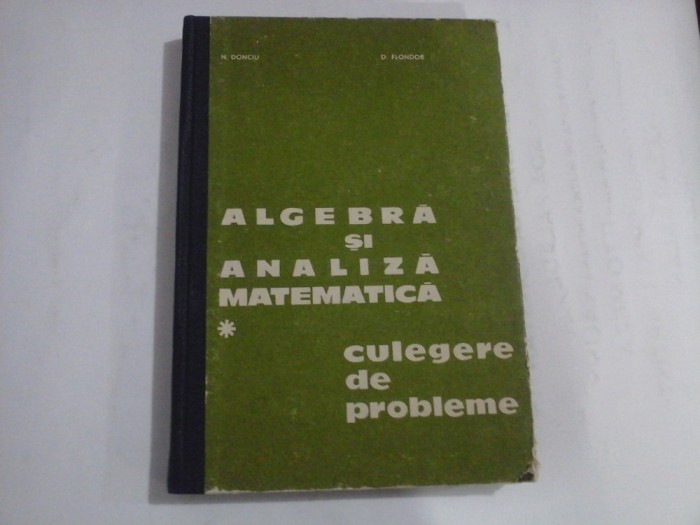 N. DONCIU D. FLONDOR
ALGEBRĂ
ȘI
ANALIZĂ
MATEMATICĂ
*
culegere
de
probleme